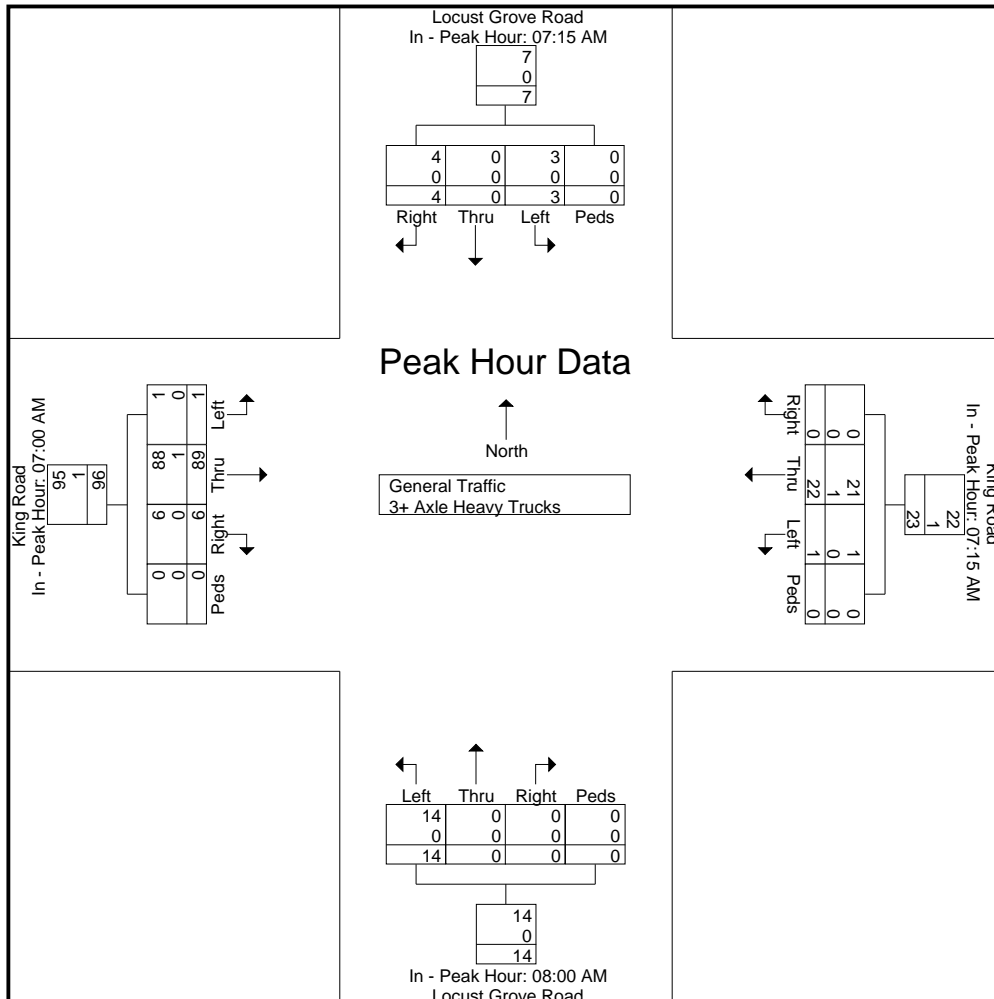 Locust Grove Road
In - Peak Hour: 07:15 AM
7
0
7
4 0 3 0
0 0 0 0
4 0 3 0
Right Thru Left Peds
Peak Hour Data
North
General Traffic
3+ Axle Heavy Trucks
King Road
In - Peak Hour: 07:00 AM
95
1
96
Left Thru Right Peds
1 88 6 0
0 1 0 0
1 89 6 0
King Road
In - Peak Hour: 07:15 AM
22
1
23
0 21 1 0
0 1 0 0
0 22 1 0
Right Thru Left Peds
Left Thru Right Peds
14 0 0 0
0 0 0 0
14 0 0 0
14
0
14
In - Peak Hour: 08:00 AM
Locust Grove Road